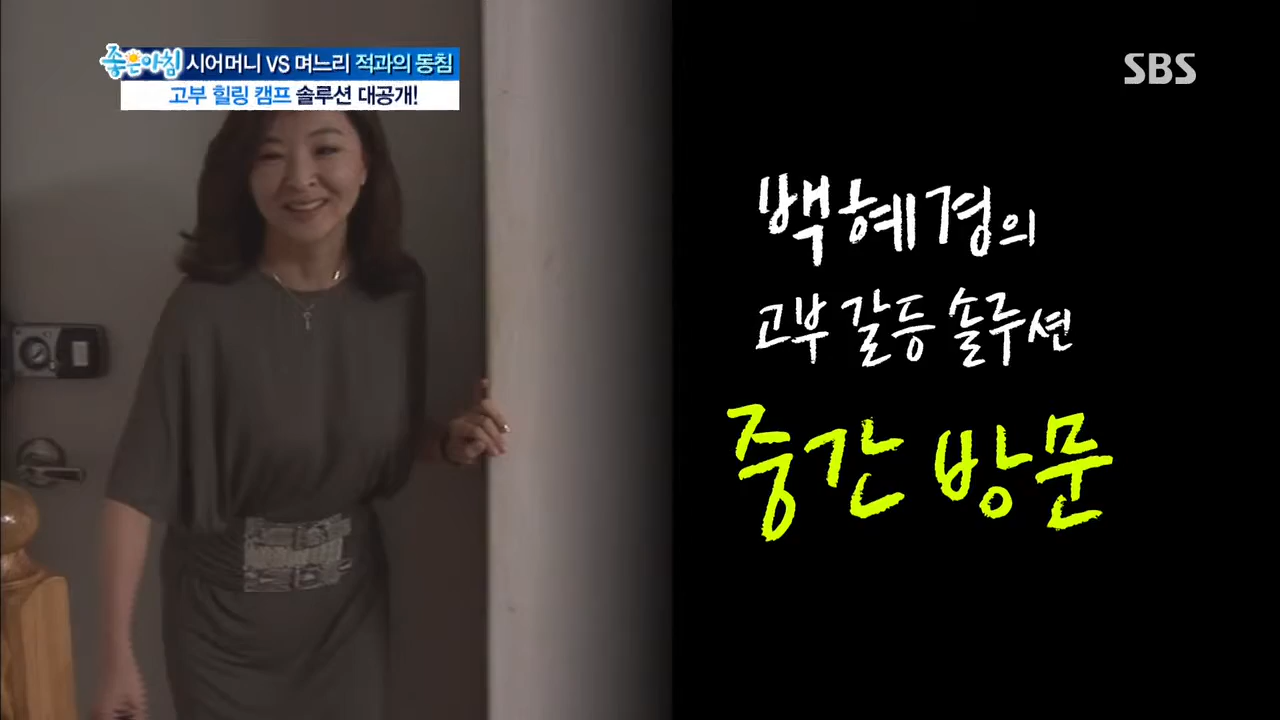 좋은아침 시어머니 VS 며느리 적과의 동침
고부 힐링 캠프 솔루션 대공개!
SBS
백혜경의
고부 갈등 솔루션
중간 방문